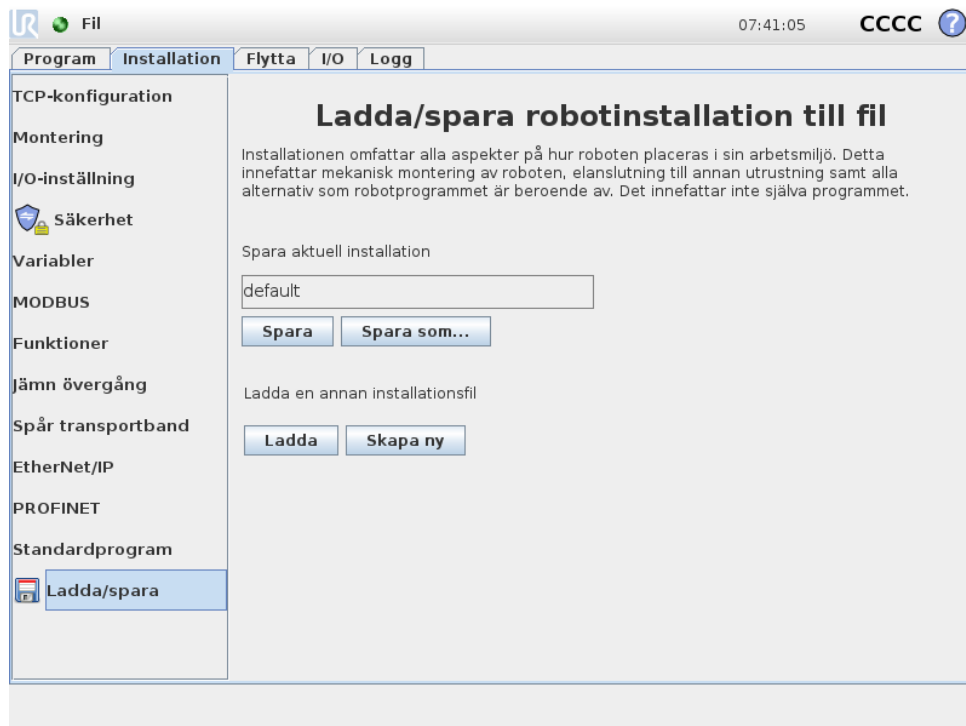 UR
Fil
07:41:05
CCCC
?
Program
Installation
Flytta
I/O
Logg
TCP-konfiguration
Montering
I/O-inställning
Säkerhet
Variabler
MODBUS
Funktioner
Jämn övergång
Spår transportband
EtherNet/IP
PROFINET
Standardprogram
Ladda/spara
Ladda/spara robotinstallation till fil
Installationen omfattar alla aspekter på hur roboten placeras i sin arbetsmiljö. Detta
innefattar mekanisk montering av roboten, elanslutning till annan utrustning samt alla
alternativ som robotprogrammet är beroende av. Det innefattar inte själva programmet.
Spara aktuell installation
default
Spara
Spara som...
Ladda en annan installationsfil
Ladda
Skapa ny